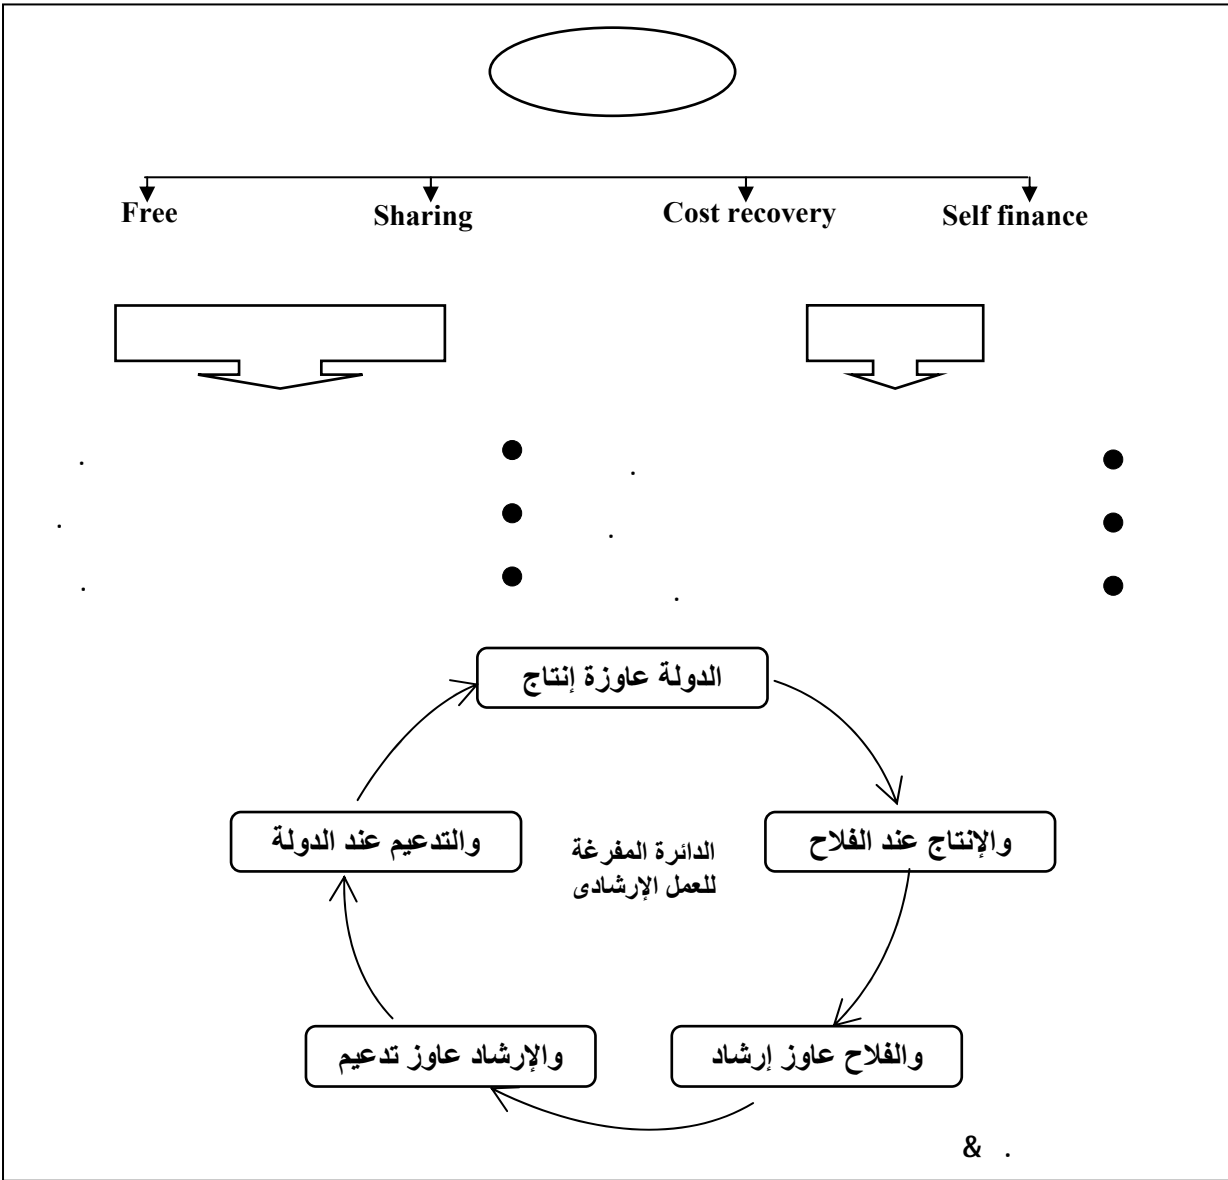 Free Sharing Cost recovery Self finance
الدولة عاوزة إنتاج
والتدعيم عند الدولة
الدائرة المفرغة
للعمل الإرشادى
والإنتاج عند الفلاح
والإرشاد عاوز تدعيم
والفلاح عاوز إرشاد
& .